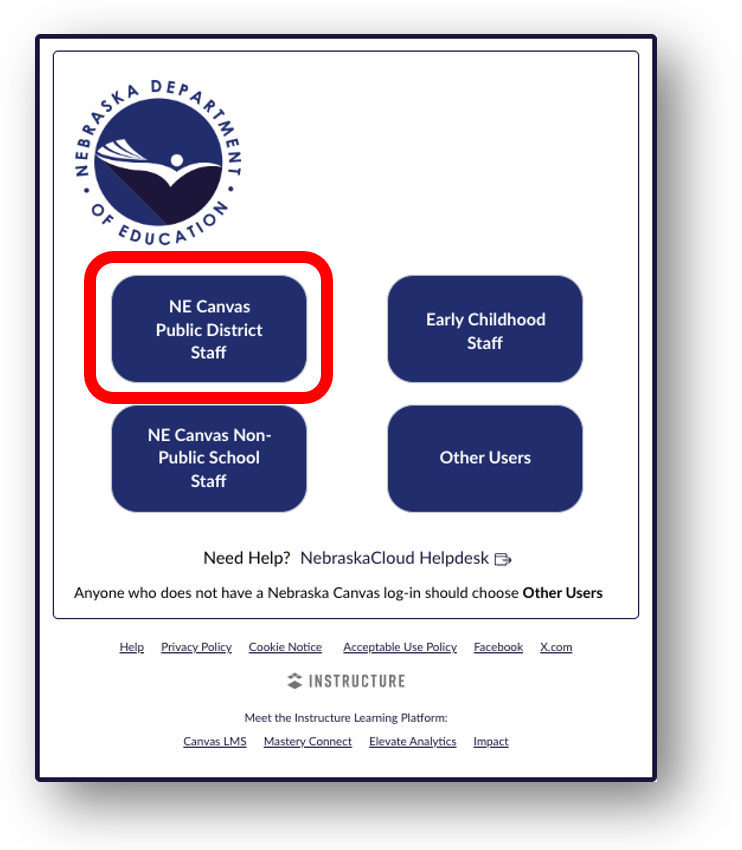 NEBRASKA DEPARTMENT
• OF EDUCATION •
NE Canvas
Public District
Staff
Early Childhood
Staff
NE Canvas Non-
Public School
Staff
Other Users
Need Help? NebraskaCloud Helpdesk
Anyone who does not have a Nebraska Canvas log-in should choose Other Users
Help Privacy Policy Cookie Notice Acceptable Use Policy Facebook X.com
INSTRUCTURE
Meet the Instructure Learning Platform:
Canvas LMS Mastery Connect Elevate Analytics Impact